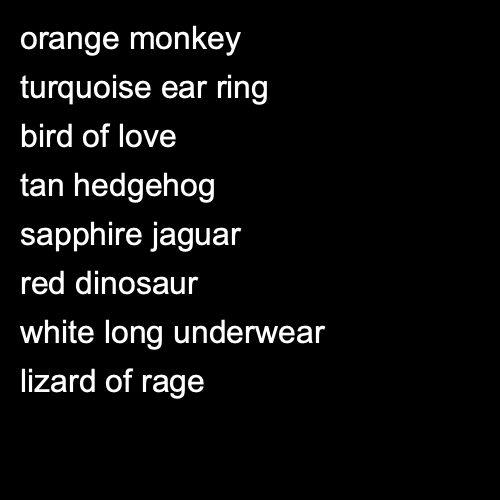 orange monkey
turquoise ear ring
bird of love
tan hedgehog
sapphire jaguar
red dinosaur
white long underwear
lizard of rage